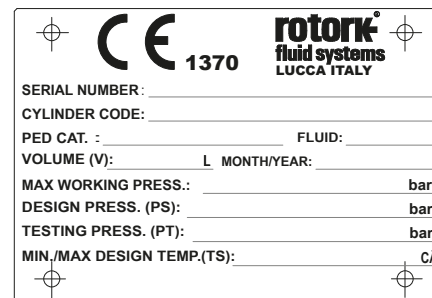 CE 1370
rotork®
fluid systems
LUCCA ITALY
SERIAL NUMBER:
CYLINDER CODE:
PED CAT. : FLUID:
VOLUME (V): L MONTH/YEAR:
MAX WORKING PRESS.: bar
DESIGN PRESS. (PS): bar
TESTING PRESS. (PT): bar
MIN./MAX DESIGN TEMP.(TS):